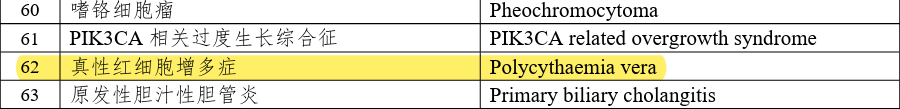 60 嗜铬细胞瘤 Pheochromocytoma
61 PIK3CA 相关过度生长综合征 PIK3CA related overgrowth syndrome
62 真性红细胞增多症 Polycythaemia vera
63 原发性胆汁性胆管炎 Primary biliary cholangitis